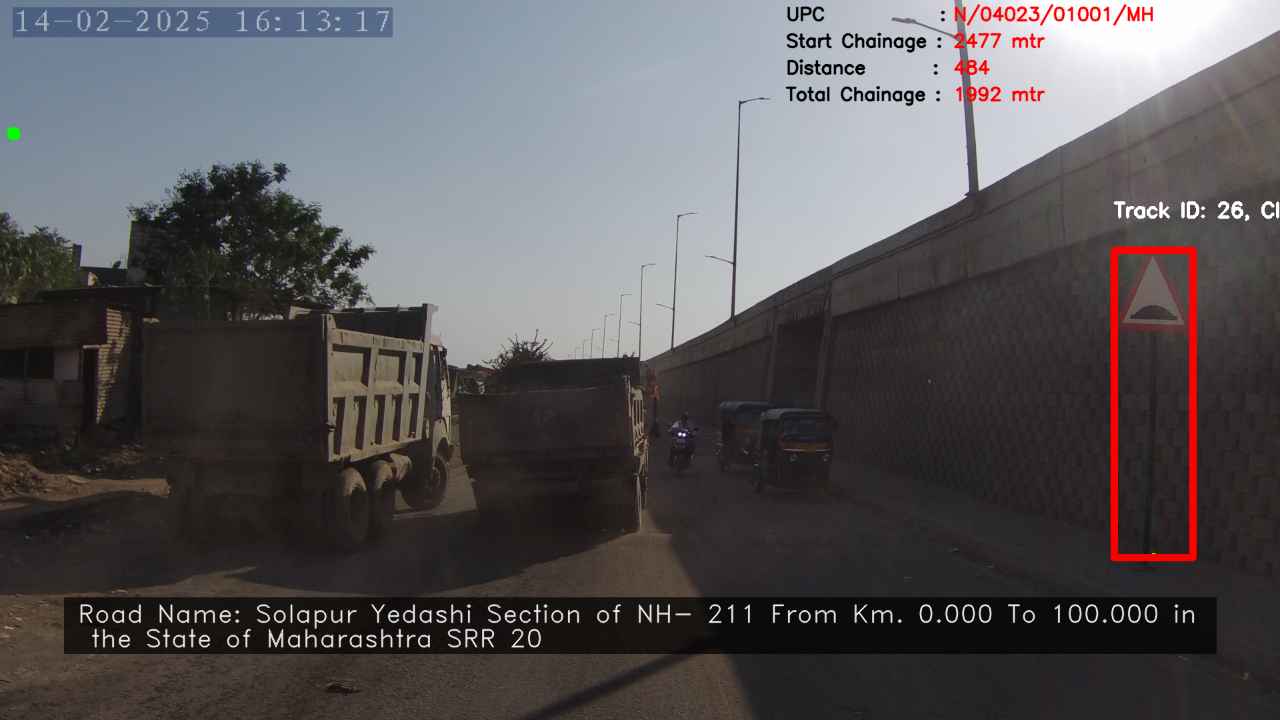 14-02-2025 16:13:17
UPC : N/04023/01001/MH
Start Chainage : 2477 mtr
Distance : 484
Total Chainage : 1992 mtr
Track ID: 26, Cl
Road Name: Solapur Yedashi Section of NH- 211 From Km. 0.000 To 100.000 in
the State of Maharashtra SRR 20